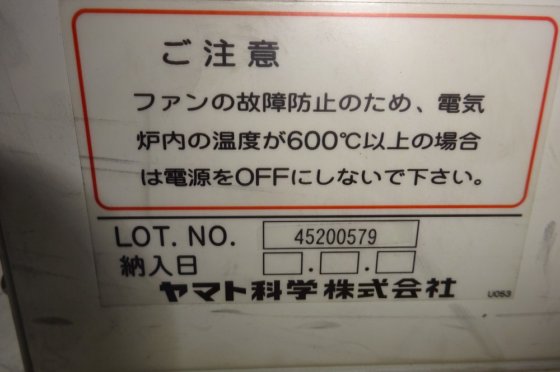 ご注意
ファンの故障防止のため、電気
炉内の温度が600℃以上の場合
は電源をOFFにしないで下さい。
LOT. NO. 45200579
納入日 . .
ヤマト科学株式会社
U053